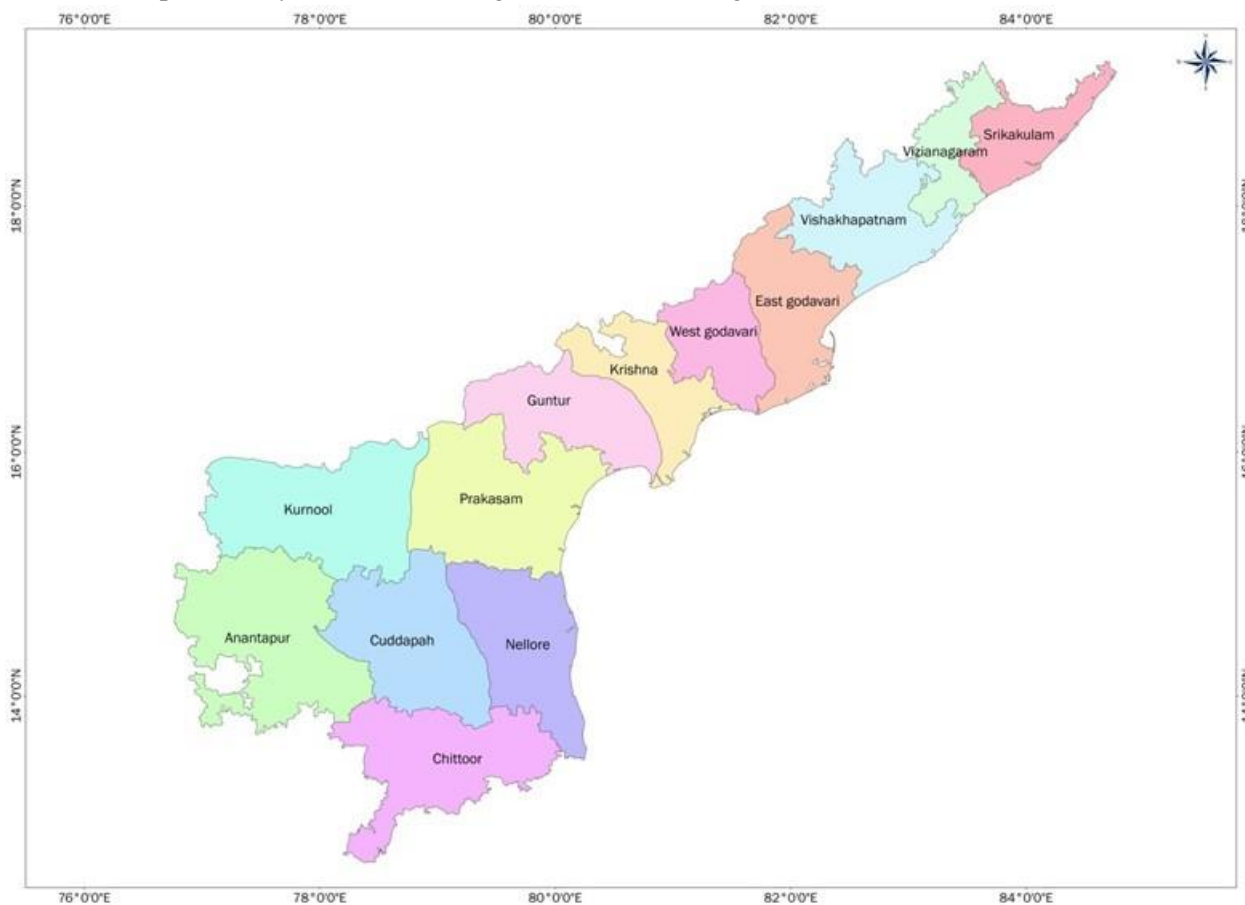 76°0'0"E 78°0'0"E 80°0'0"E 82°0'0"E 84°0'0"E
Srikakulam
Vizianagaram
18°0'0"N
Vishakhapatnam
East godavari
West godavari
Krishna
Guntur
16°0'0"N
Prakasam
Kurnool
Anantapur
Cuddapah
Nellore
14°0'0"N
Chittoor
76°0'0"E 78°0'0"E 80°0'0"E 82°0'0"E 84°0'0"E